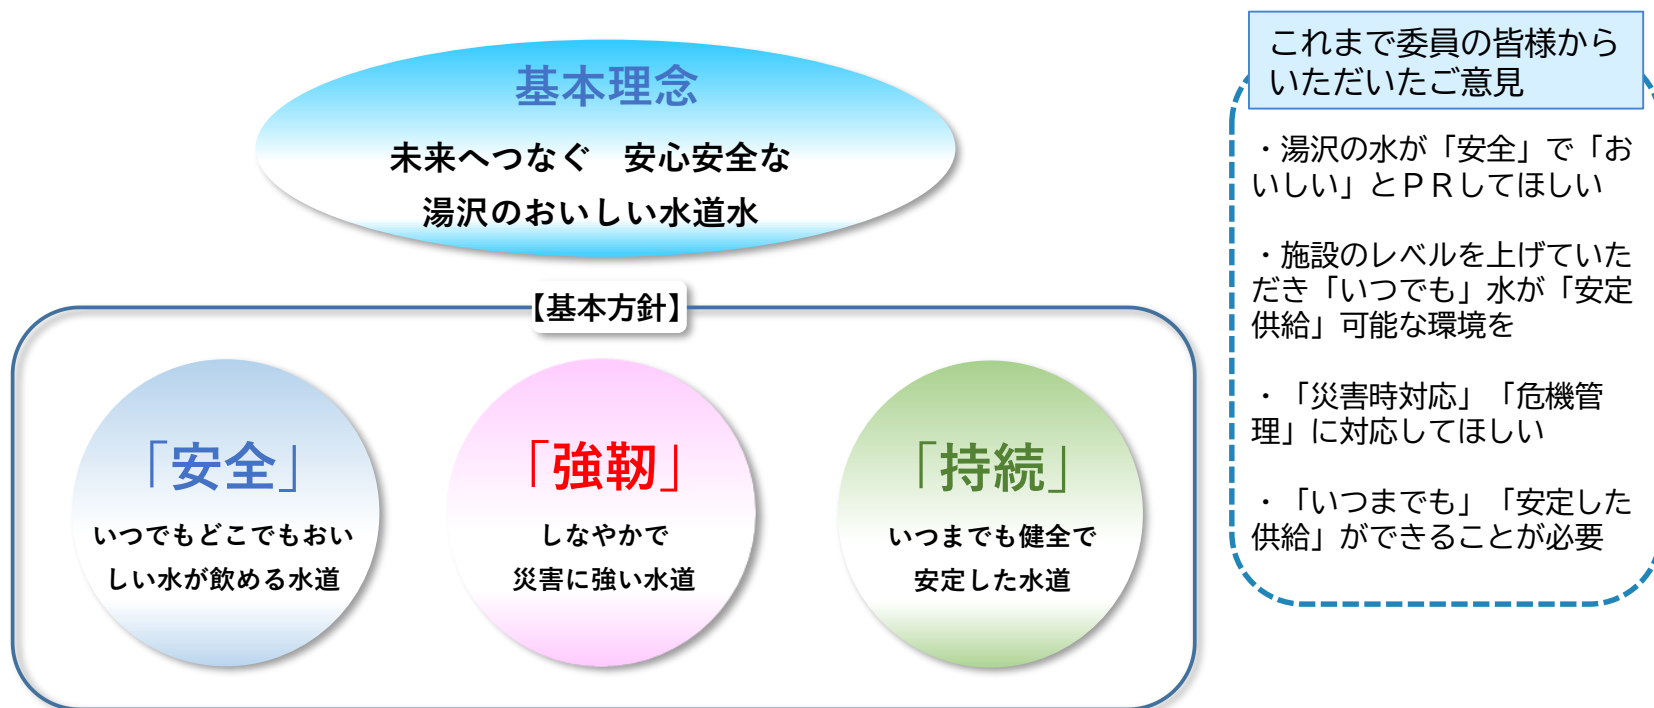 基本理念
未来へつなぐ　安心安全な
湯沢のおいしい水道水
【基本方針】
「安全」
いつでもどこでもおい
しい水が飲める水道
「強靭」
しなやかで
災害に強い水道
「持続」
いつまでも健全で
安定した水道
これまで委員の皆様から
いただいたご意見
・湯沢の水が「安全」で「お
いしい」とＰＲしてほしい
・施設のレベルを上げていた
だき「いつでも」水が「安定
供給」可能な環境を
・「災害時対応」「危機管
理」に対応してほしい
・「いつまでも」「安定した
供給」ができることが必要